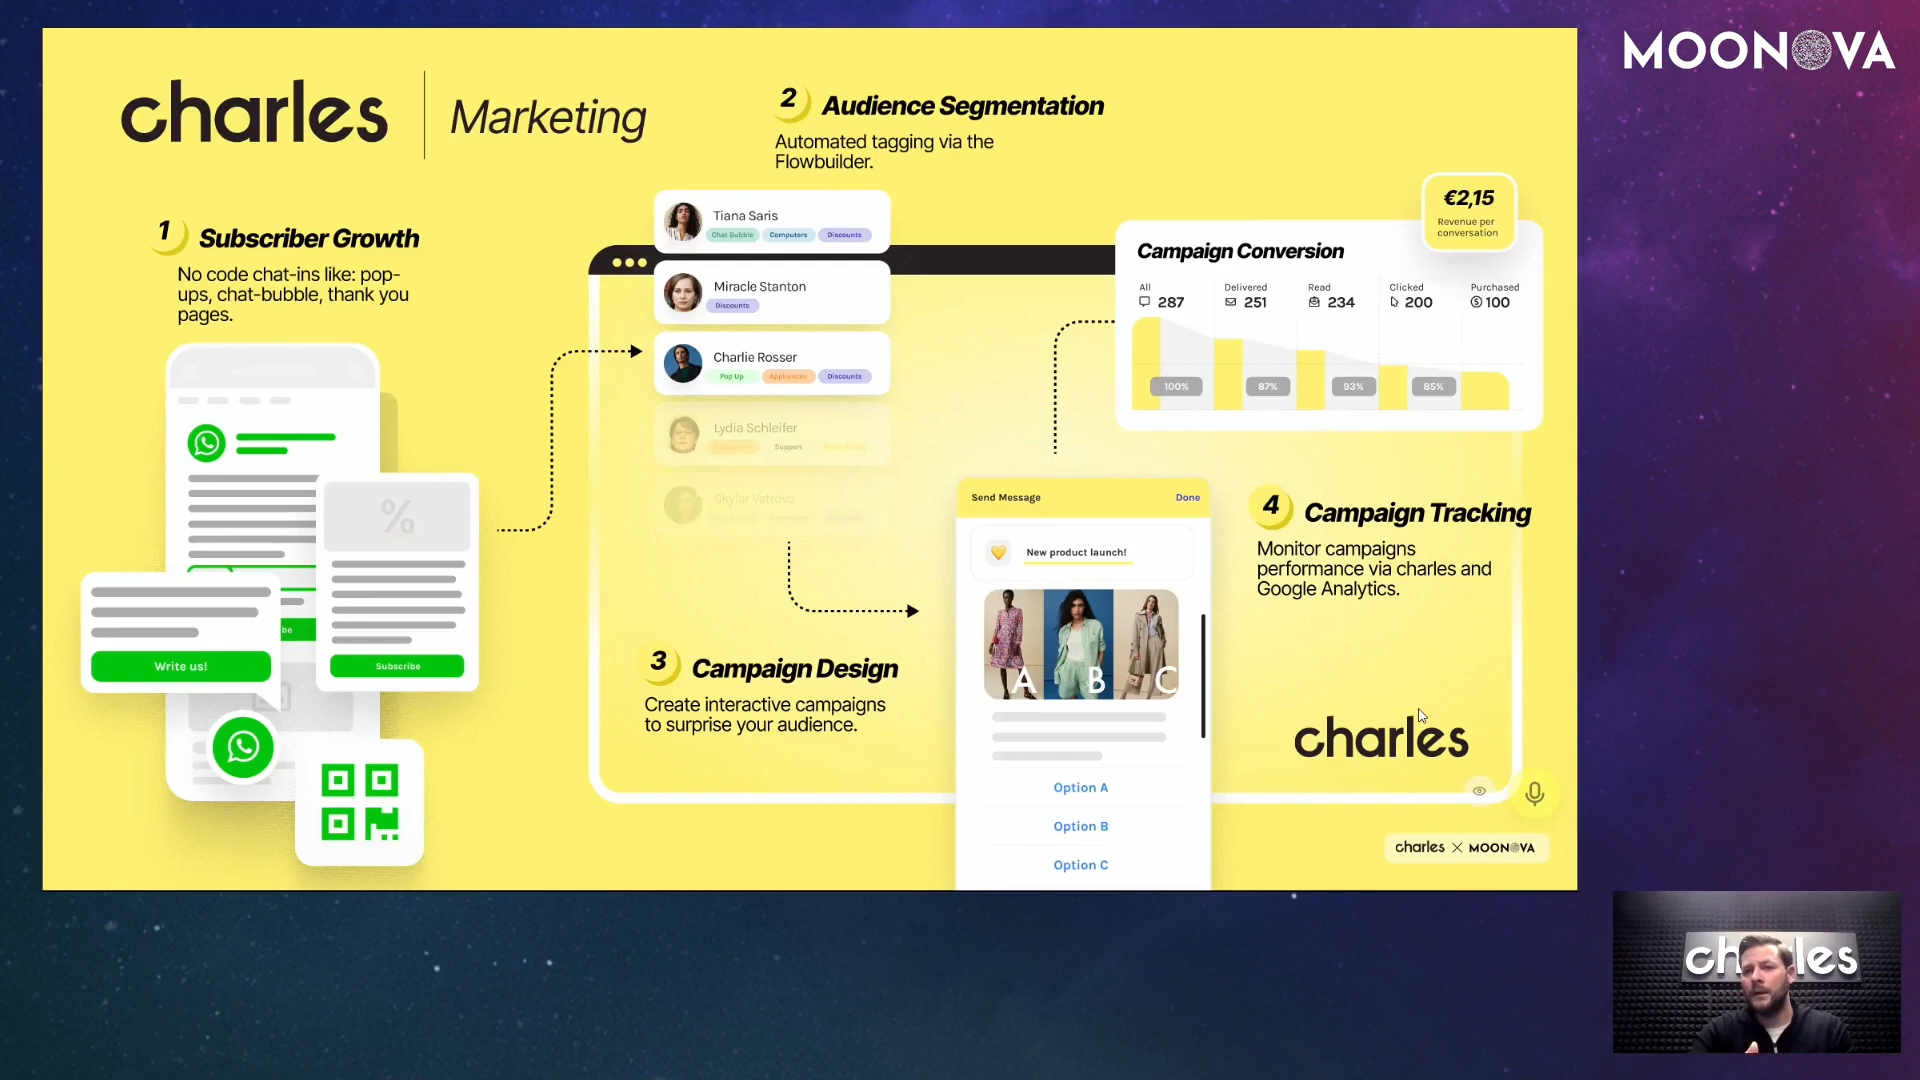 MOONOVA
charles | Marketing
1 Subscriber Growth
No code chat-ins like: pop-
ups, chat-bubble, thank you
pages.
%
be
Write us!
Subscribe
2 Audience Segmentation
Automated tagging via the
Flowbuilder.
Tiana Saris
Chat Bubble Computers Discounts
Miracle Stanton
Discounts
Charlie Rosser
Pop Up Appliances Discounts
Lydia Schleifer
Support
Skylar Votrovs
3 Campaign Design
Create interactive campaigns
to surprise your audience.
Send Message Done
New product launch!
A B C
Option A
Option B
Option C
€2,15
Revenue per
conversation
Campaign Conversion
All Delivered Read Clicked Purchased
287 251 234 200 100
100% 87% 93% 85%
4 Campaign Tracking
Monitor campaigns
performance via charles and
Google Analytics.
charles
charles X MOONOVA
ch les